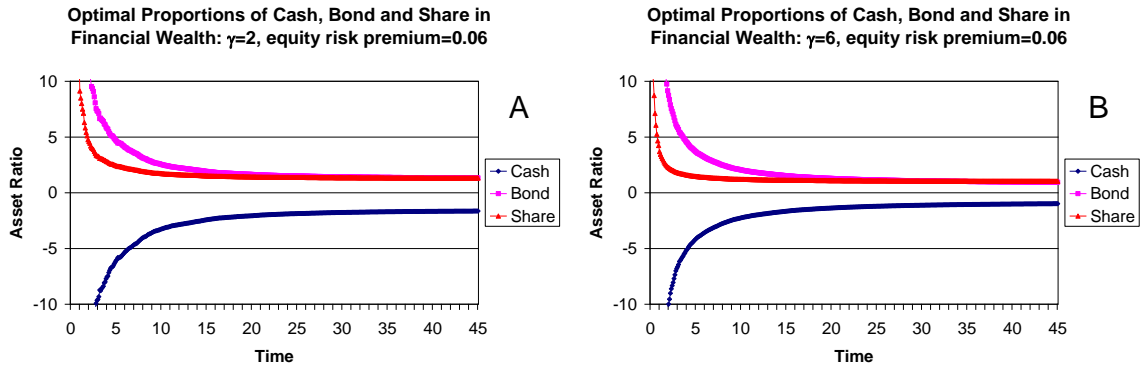 Optimal Proportions of Cash, Bond and Share in
Financial Wealth: γ=2, equity risk premium=0.06
10
5
0
-5
-10
0 5 10 15 20 25 30 35 40 45
Asset Ratio
Time
A
Cash
Bond
Share
Optimal Proportions of Cash, Bond and Share in
Financial Wealth: γ=6, equity risk premium=0.06
10
5
0
-5
-10
0 5 10 15 20 25 30 35 40 45
Asset Ratio
Time
B
Cash
Bond
Share